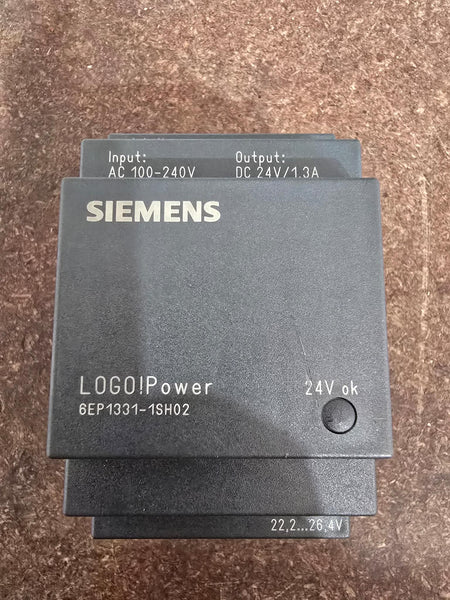 Input: Output:
AC 100-240V DC 24V/1.3A
SIEMENS
LOGO!Power 24V ok
6EP1331-1SH02
22,2...26,4V